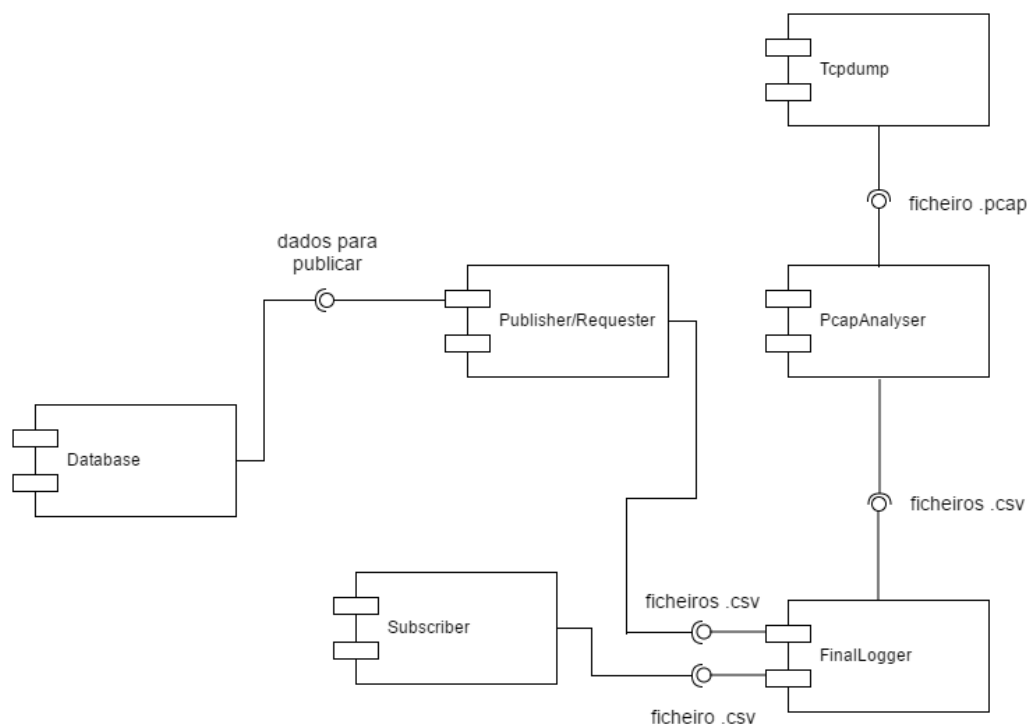 Tcpdump
ficheiro .pcap
dados para
publicar
Publisher/Requester
PcapAnalyser
Database
ficheiros .csv
Subscriber
ficheiros .csv
FinalLogger
ficheiro .csv